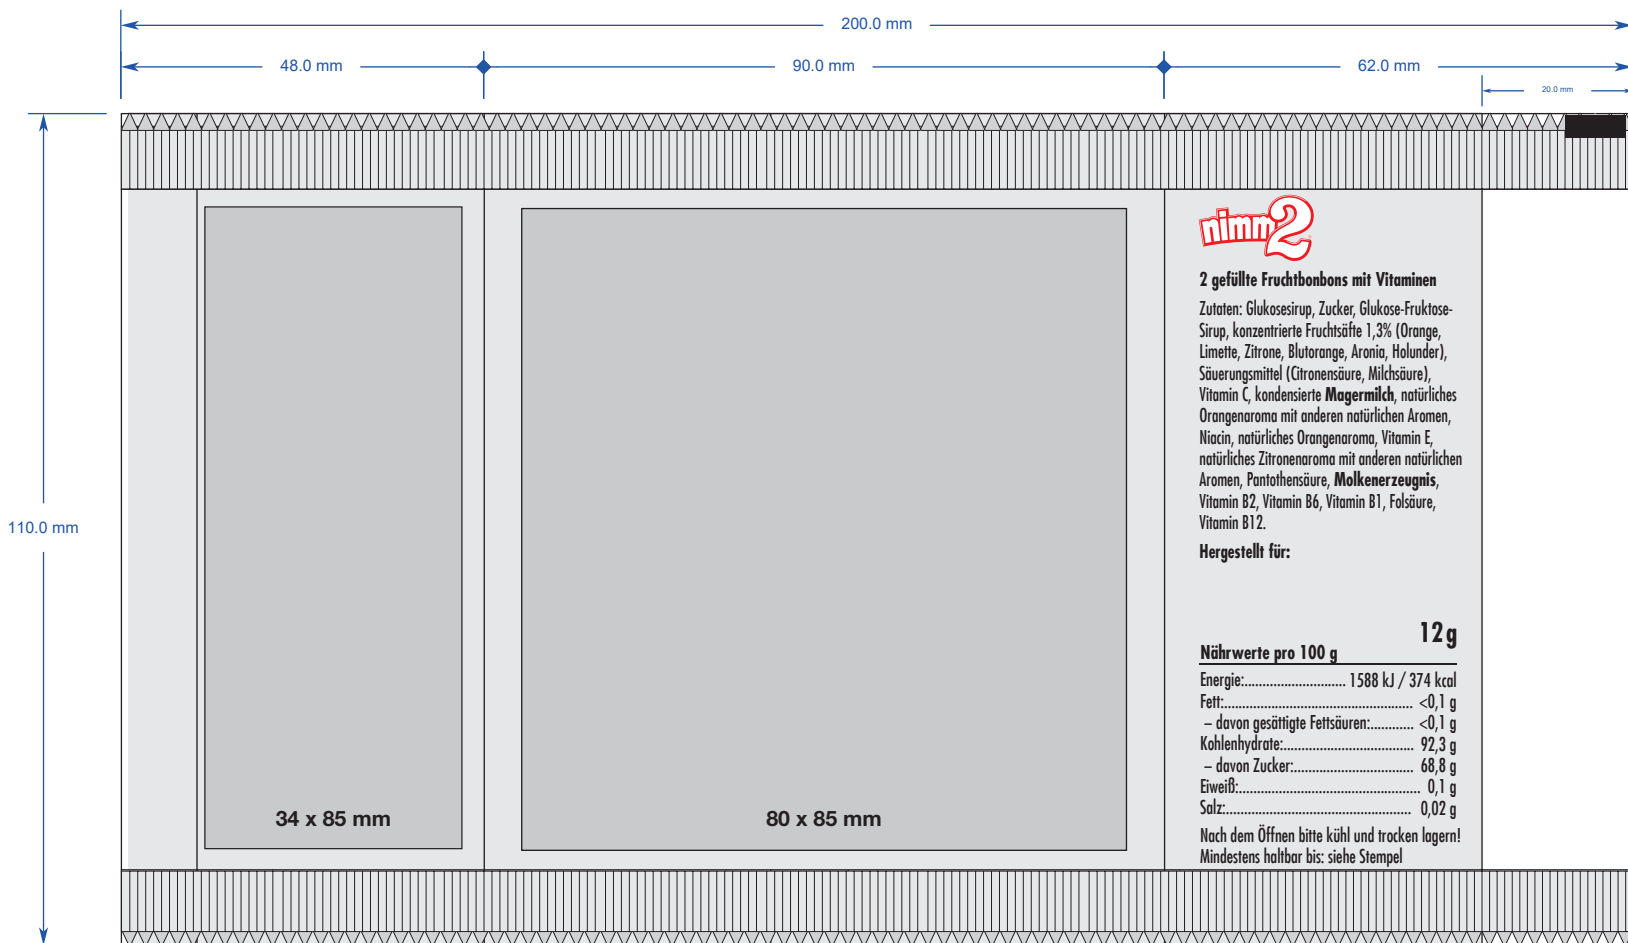 200.0 mm
48.0 mm
90.0 mm
62.0 mm
20.0 mm
110.0 mm
nimm2
2 gefüllte Fruchtbonbons mit Vitaminen
Zutaten: Glukosesirup, Zucker, Glukose-Fruktose-
Sirup, konzentrierte Fruchtsäfte 1,3% (Orange,
Limette, Zitrone, Blutorange, Aronia, Holunder),
Säuerungsmittel (Citronensäure, Milchsäure),
Vitamin C, kondensierte Magermilch, natürliches
Orangenaroma mit anderen natürlichen Aromen,
Niacin, natürliches Orangenaroma, Vitamin E,
natürliches Zitronenaroma mit anderen natürlichen
Aromen, Pantothensäure, Molkenerzeugnis,
Vitamin B2, Vitamin B6, Vitamin B1, Folsäure,
Vitamin B12.
Hergestellt für:
12 g
Nährwerte pro 100 g
Energie:............................ 1588 kJ / 374 kcal
Fett:.................................................... <0,1 g
– davon gesättigte Fettsäuren:............ <0,1 g
Kohlenhydrate:.................................... 92,3 g
– davon Zucker:................................. 68,8 g
Eiweiß:.................................................. 0,1 g
Salz:................................................... 0,02 g
Nach dem Öffnen bitte kühl und trocken lagern!
Mindestens haltbar bis: siehe Stempel
34 x 85 mm
80 x 85 mm